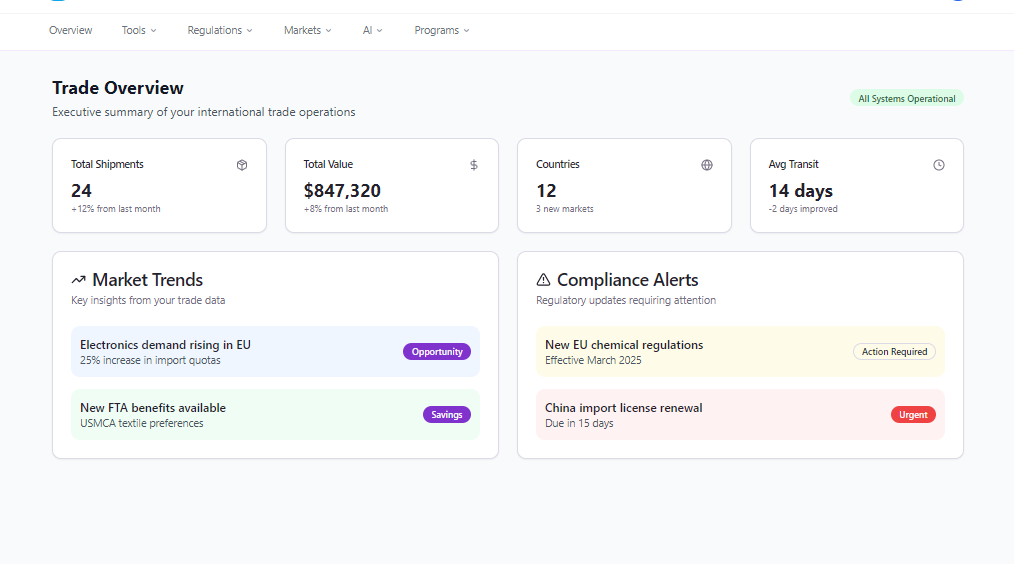 Overview Tools Regulations Markets AI Programs
Trade Overview
Executive summary of your international trade operations
All Systems Operational
Total Shipments
24
+12% from last month
Total Value
$847,320
+8% from last month
Countries
12
3 new markets
Avg Transit
14 days
-2 days improved
Market Trends
Key insights from your trade data
Electronics demand rising in EU
25% increase in import quotas
Opportunity
New FTA benefits available
USMCA textile preferences
Savings
Compliance Alerts
Regulatory updates requiring attention
New EU chemical regulations
Effective March 2025
Action Required
China import license renewal
Due in 15 days
Urgent